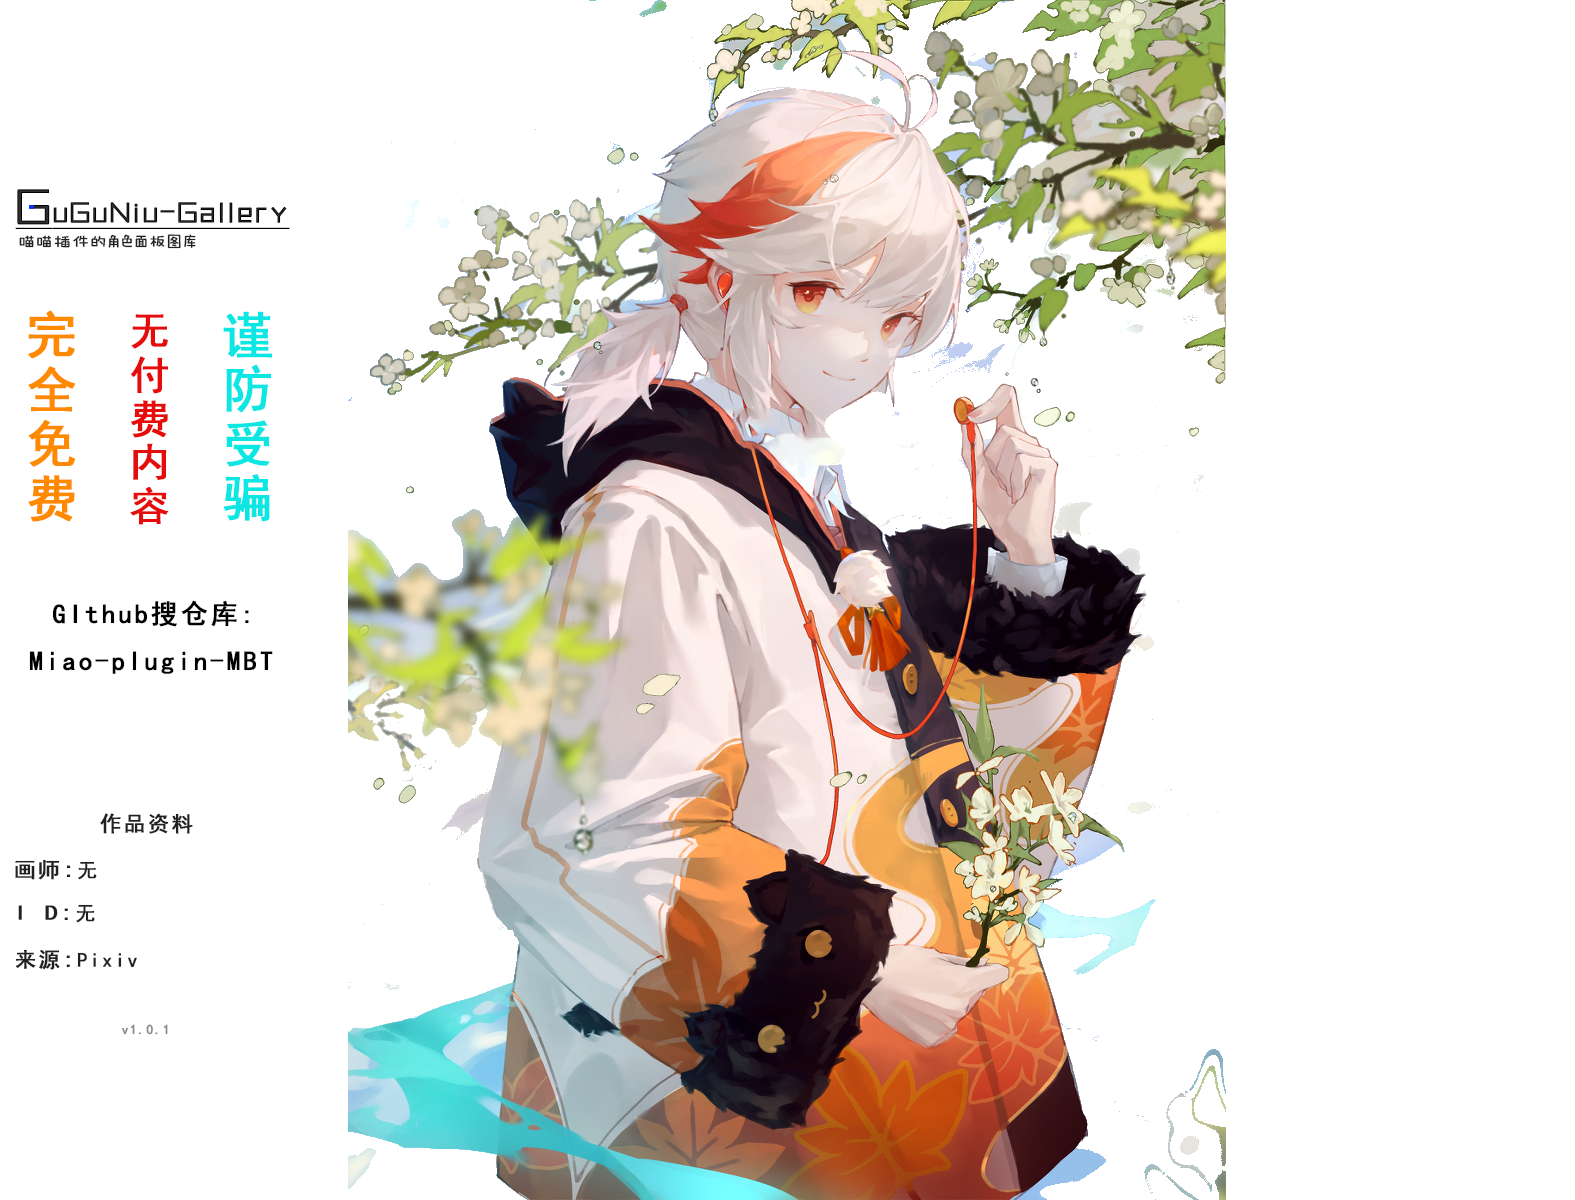 GuGuNiu-Gallery
喵喵插件的角色面板图库
完全免费
无付费内容
谨防受骗
GIthub搜仓库:
Miao-plugin-MBT
作品资料
画师:无
I D:无
来源:Pixiv
v1.0.1